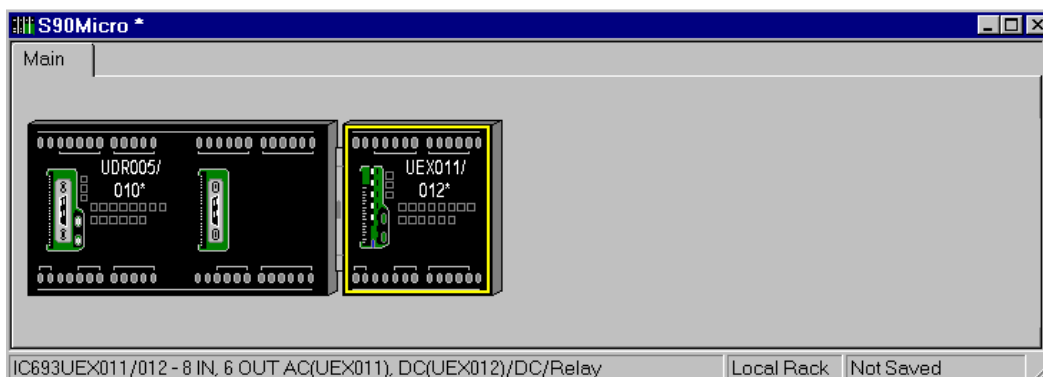 S90Micro *
Main
UDR005/
010*
UEX011/
012*
IC693UEX011/012 - 8 IN, 6 OUT AC(UEX011), DC(UEX012)/DC/Relay
Local Rack
Not Saved